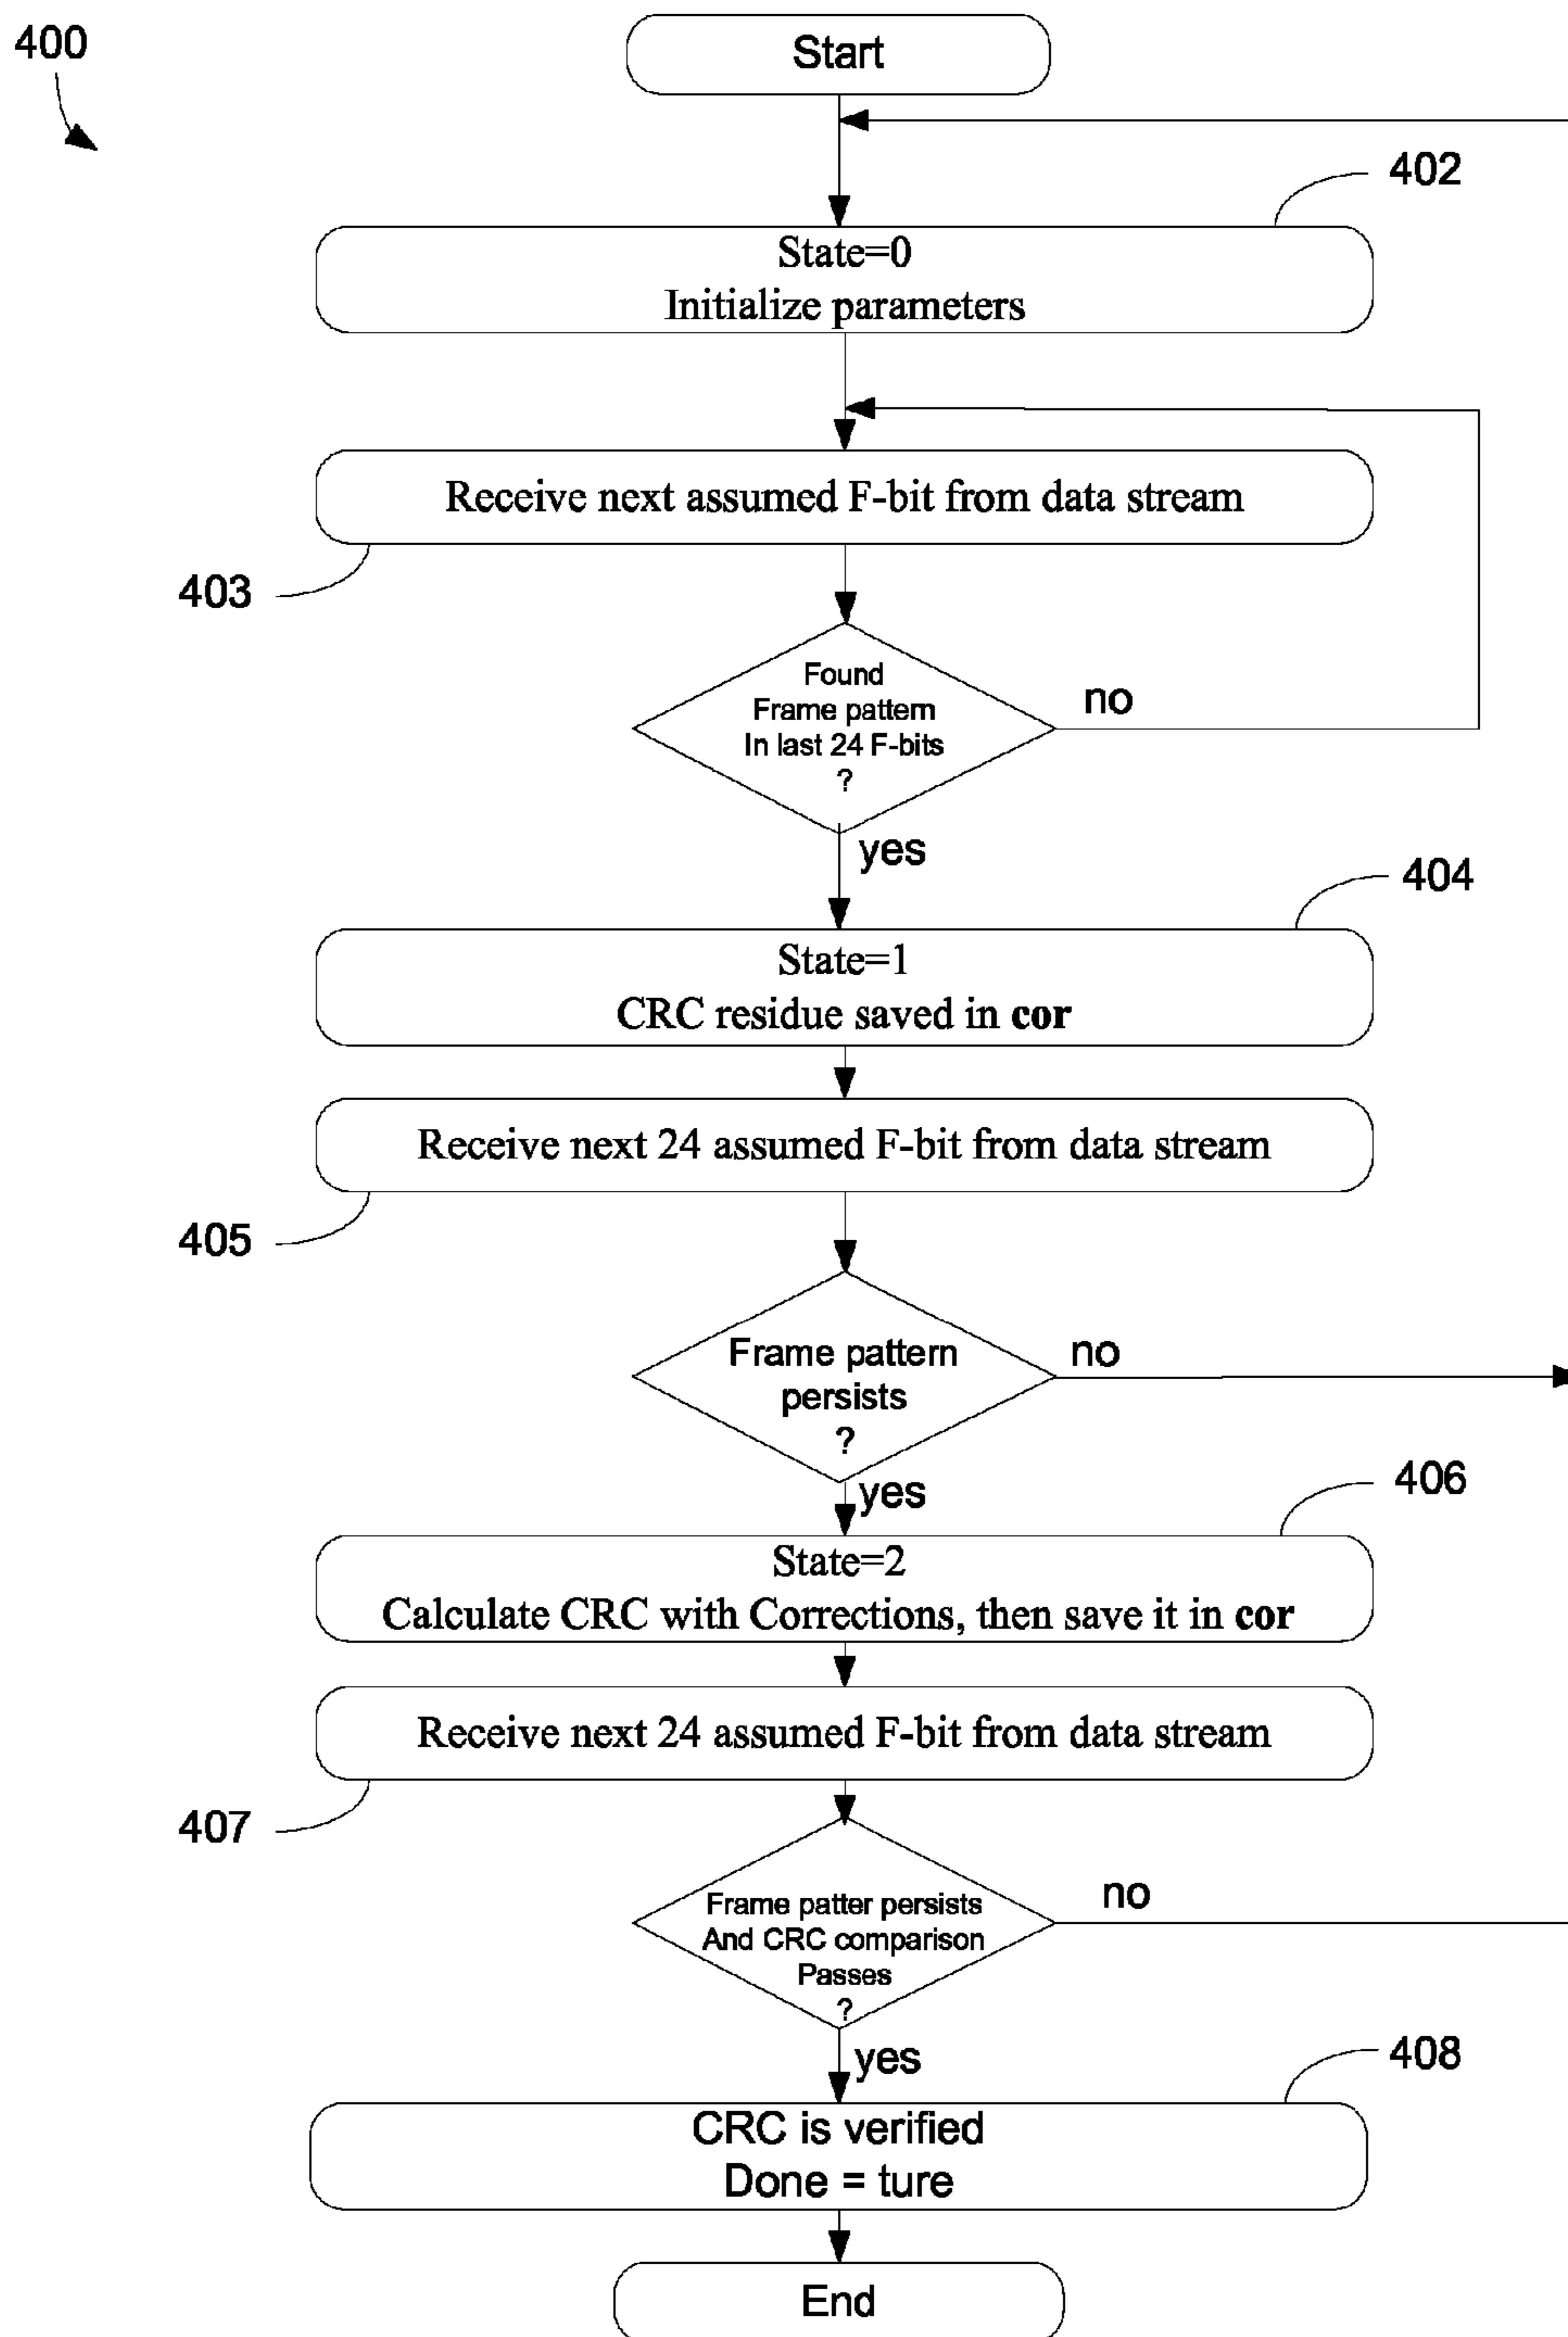 400
Start
402
State=0
Initialize parameters
Receive next assumed F-bit from data stream
403
Found
Frame pattern
In last 24 F-bits
?
no
yes
404
State=1
CRC residue saved in cor
Receive next 24 assumed F-bit from data stream
405
Frame pattern
persists
?
no
yes
406
State=2
Calculate CRC with Corrections, then save it in cor
Receive next 24 assumed F-bit from data stream
407
Frame patter persists
And CRC comparison
Passes
?
no
yes
408
CRC is verified
Done = ture
End